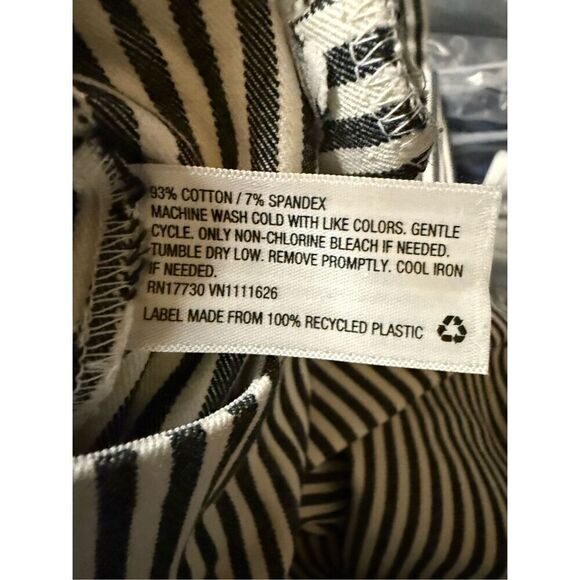 93% COTTON / 7% SPANDEX
MACHINE WASH COLD WITH LIKE COLORS. GENTLE
CYCLE. ONLY NON-CHLORINE BLEACH IF NEEDED.
TUMBLE DRY LOW. REMOVE PROMPTLY. COOL IRON
IF NEEDED.
RN17730 VN1111626
LABEL MADE FROM 100% RECYCLED PLASTIC